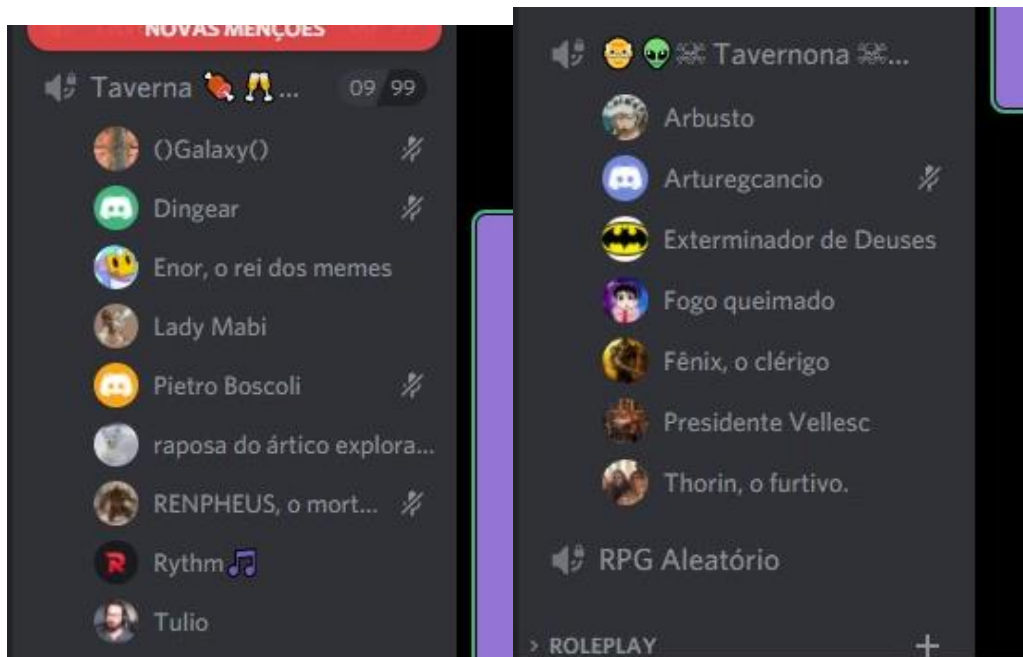 NOVAS MENÇÕES
Taverna 🍖 🥂 ... 09 99
()Galaxy()
Dingear
Enor, o rei dos memes
Lady Mabi
Pietro Boscoli
raposa do ártico explora...
RENPHEUS, o mort...
Rythm🎵
Tulio
👴 👽 ☠ Tavernona ☠...
Arbusto
Arturegcancio
Exterminador de Deuses
Fogo queimado
Fênix, o clérigo
Presidente Vellesc
Thorin, o furtivo.
RPG Aleatório
ROLEPLAY